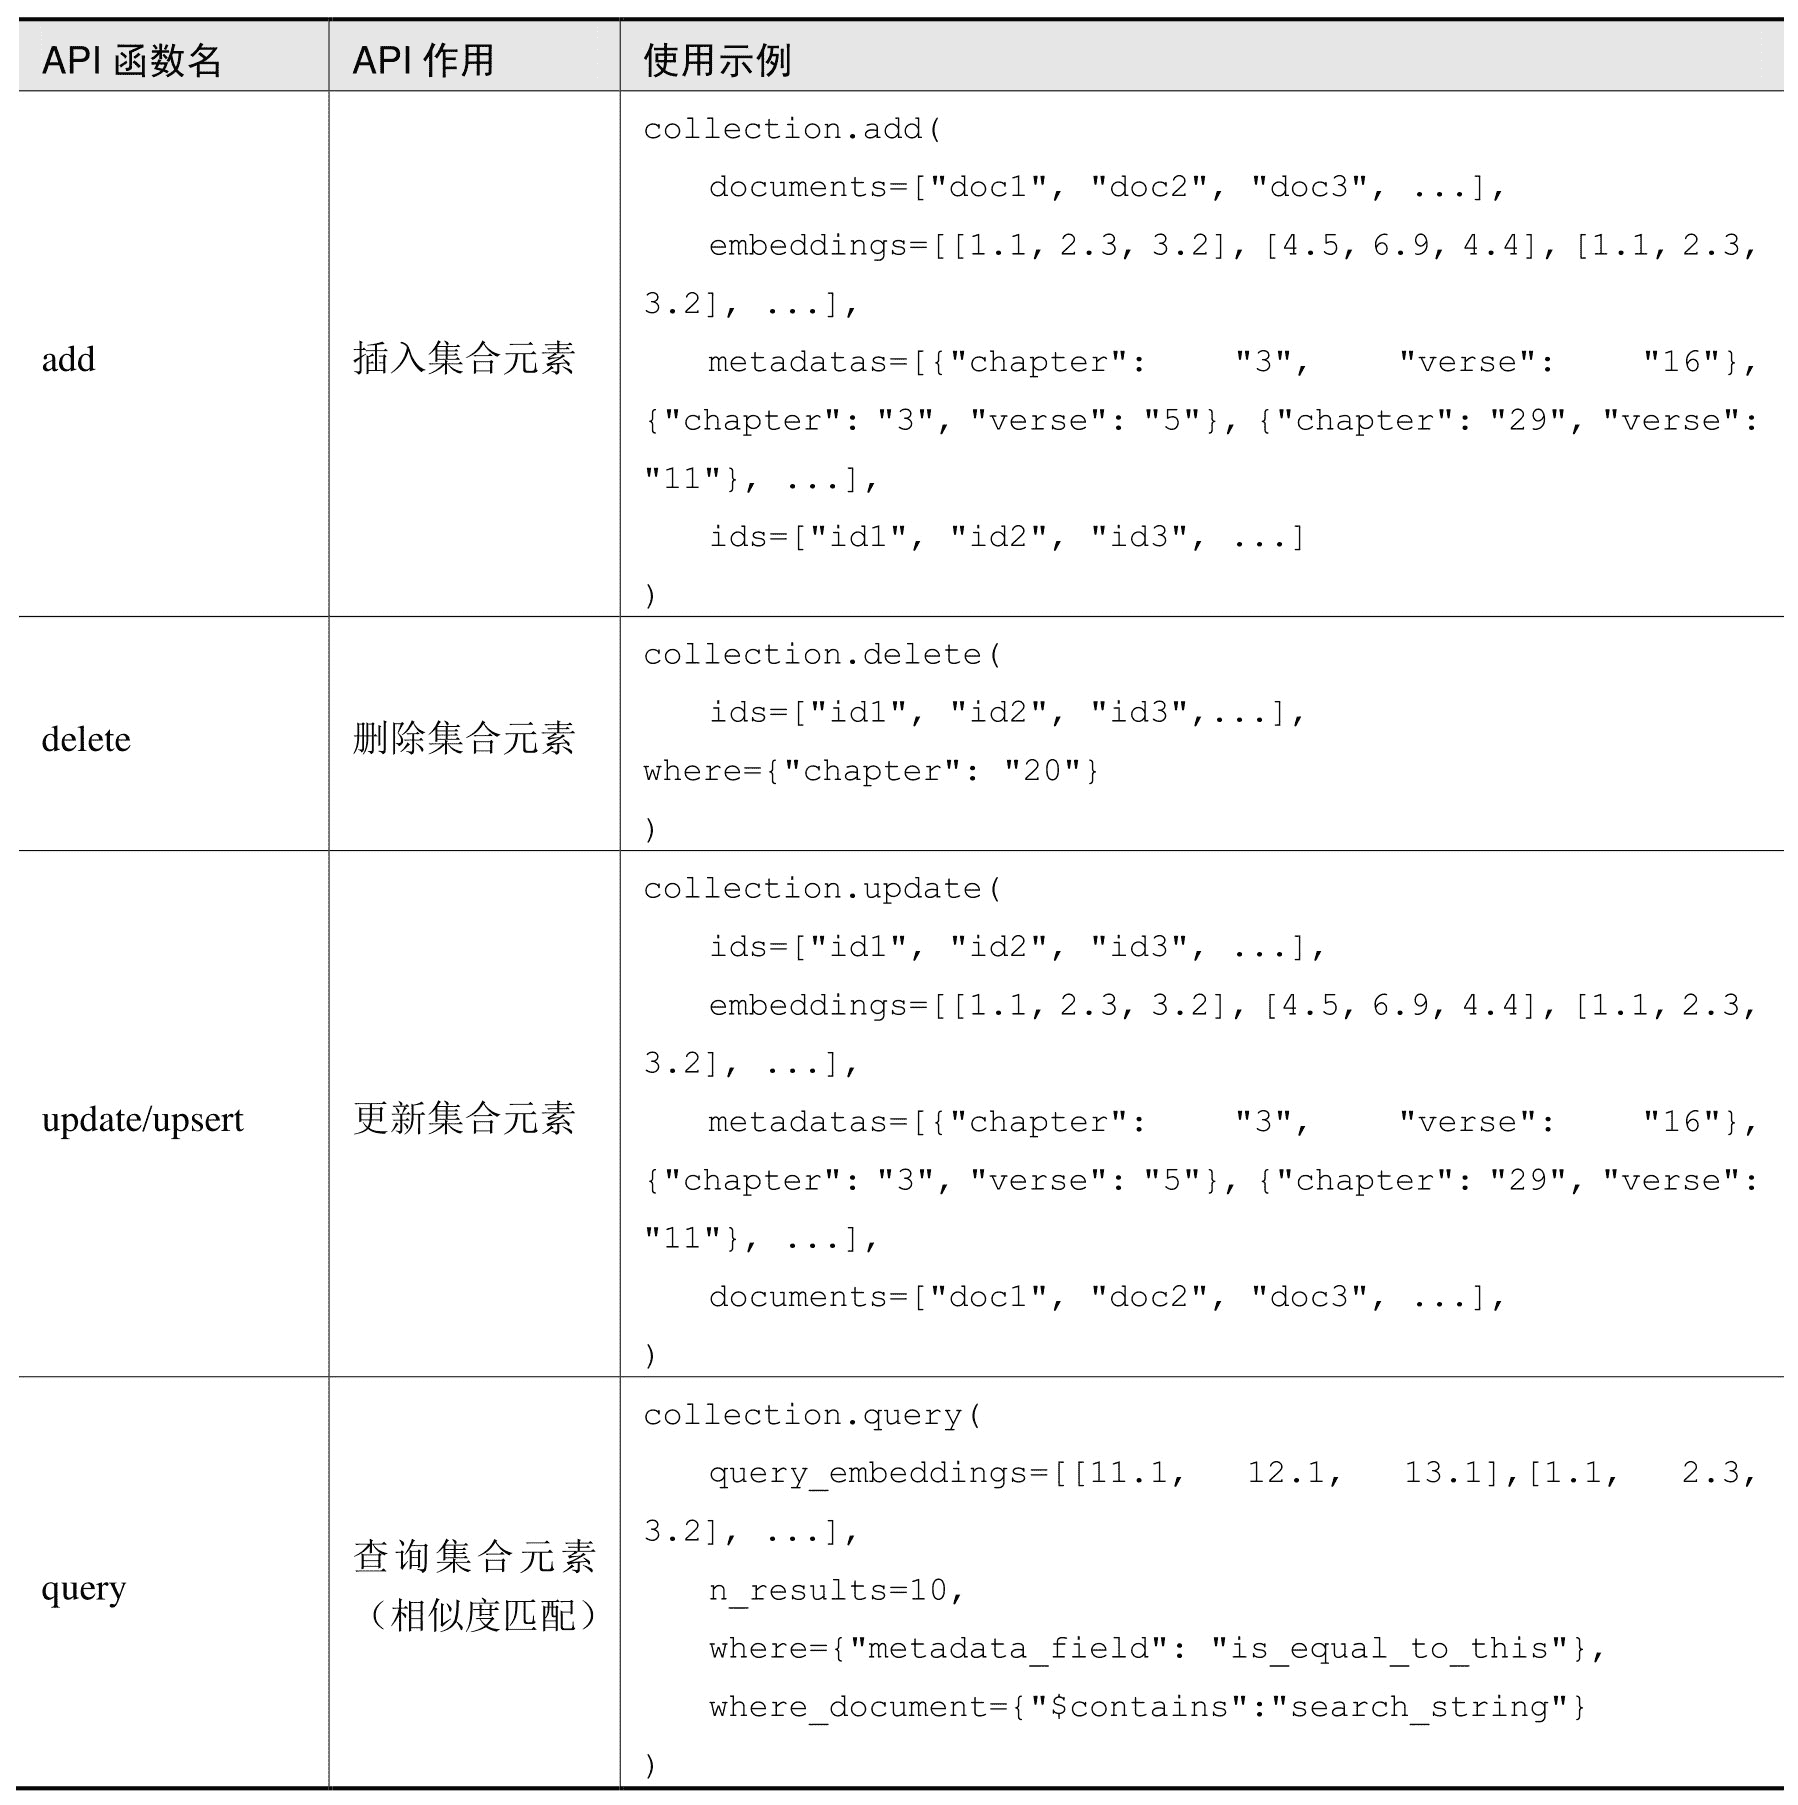 API 函数名 API 作用 使用示例
collection.add(
documents=["doc1", "doc2", "doc3", ...],
embeddings=[[1.1, 2.3, 3.2], [4.5, 6.9, 4.4], [1.1, 2.3,
3.2], ...],
add 插入集合元素 metadatas=[{"chapter": "3", "verse": "16"},
{"chapter": "3", "verse": "5"}, {"chapter": "29", "verse":
"11"}, ...],
ids=["id1", "id2", "id3", ...]
)
collection.delete(
ids=["id1", "id2", "id3",...],
delete 删除集合元素
where={"chapter": "20"}
)
collection.update(
ids=["id1", "id2", "id3", ...],
embeddings=[[1.1, 2.3, 3.2], [4.5, 6.9, 4.4], [1.1, 2.3,
3.2], ...],
update/upsert 更新集合元素 metadatas=[{"chapter": "3", "verse": "16"},
{"chapter": "3", "verse": "5"}, {"chapter": "29", "verse":
"11"}, ...],
documents=["doc1", "doc2", "doc3", ...],
)
collection.query(
query_embeddings=[[11.1, 12.1, 13.1],[1.1, 2.3,
3.2], ...],
query
查询集合元素
（相似度匹配）
n_results=10,
where={"metadata_field": "is_equal_to_this"},
where_document={"$contains":"search_string"}
)